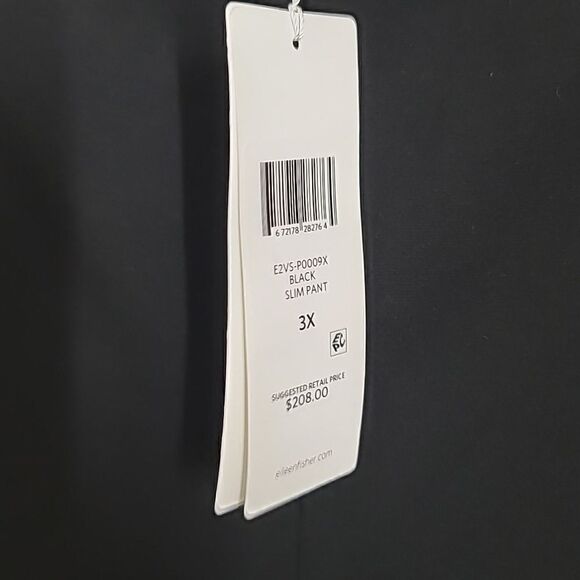 6 72178 28276 4
E2VS-P0009X
BLACK
SLIM PANT
3X
SUGGESTED RETAIL PRICE
$208.00
eileenfisher.com